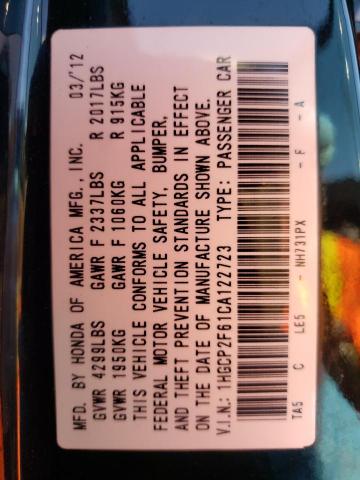 MFD. BY HONDA OF AMERICA MFG., INC. 03/'12
GVWR 4299LBS GAWR F 2337LBS R 2017LBS
GVWR 1950KG GAWR F 1060KG R 915KG
THIS VEHICLE CONFORMS TO ALL APPLICABLE
FEDERAL MOTOR VEHICLE SAFETY, BUMPER,
AND THEFT PREVENTION STANDARDS IN EFFECT
ON THE DATE OF MANUFACTURE SHOWN ABOVE.
V.I.N.: 1HGCP2F61CA122723 TYPE: PASSENGER CAR
TA5 C LE5 - NH731PX - F - A